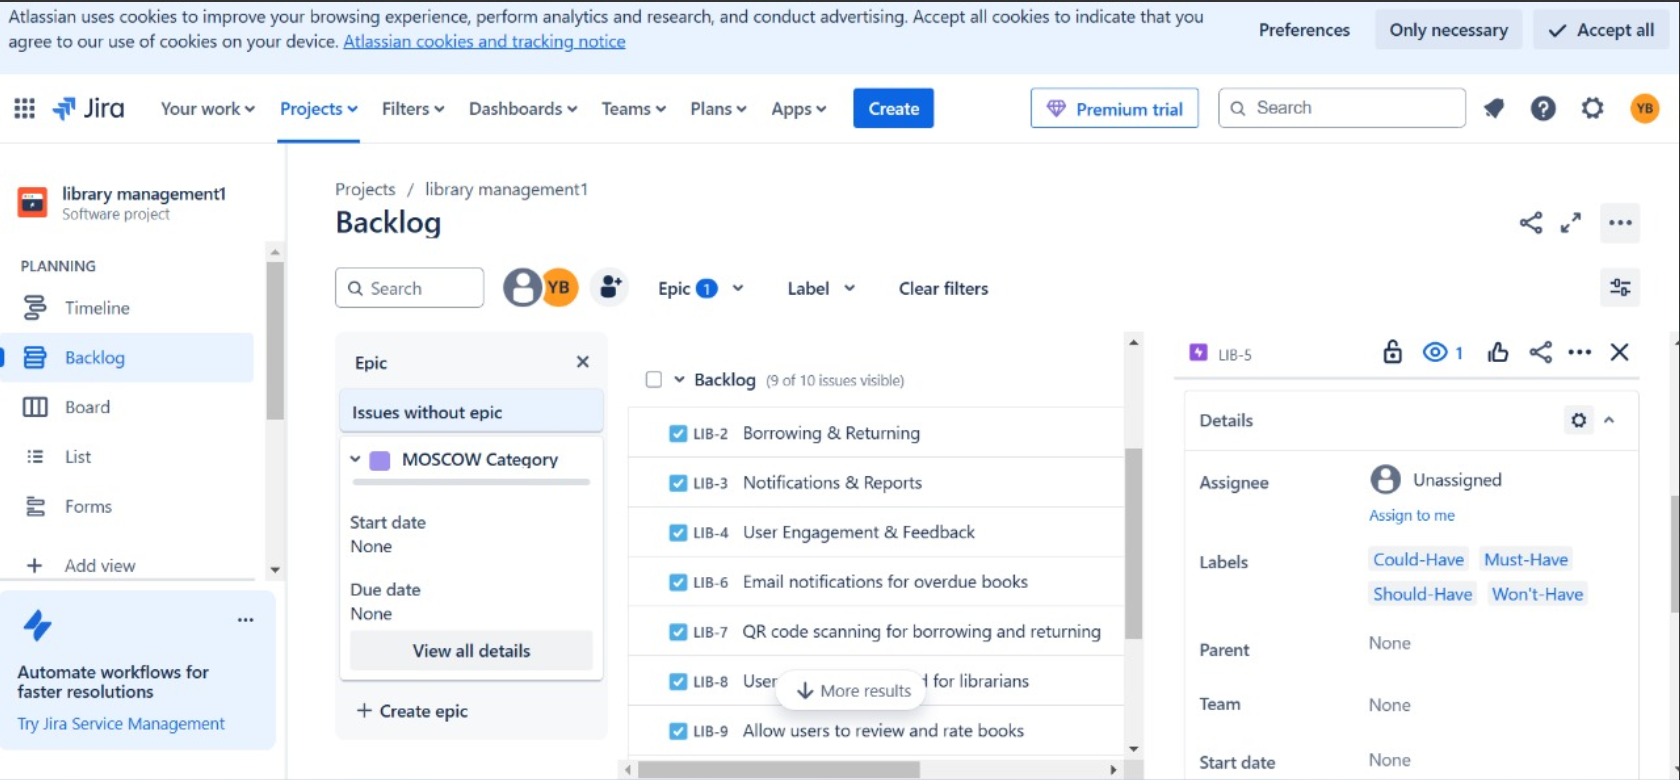 Atlassian uses cookies to improve your browsing experience, perform analytics and research, and conduct advertising. Accept all cookies to indicate that you
agree to our use of cookies on your device. Atlassian cookies and tracking notice
Preferences
Only necessary
Accept all
Jira
Your work
Projects
Filters
Dashboards
Teams
Plans
Apps
Create
Premium trial
Search
YB
library management1
Software project
PLANNING
Timeline
Backlog
Board
List
Forms
Add view
Automate workflows for
faster resolutions
Try Jira Service Management
Projects / library management1
Backlog
Search
YB
Epic 1
Label
Clear filters
Epic
Issues without epic
MOSCOW Category
Start date
None
Due date
None
View all details
Create epic
Backlog (9 of 10 issues visible)
LIB-2 Borrowing & Returning
LIB-3 Notifications & Reports
LIB-4 User Engagement & Feedback
LIB-6 Email notifications for overdue books
LIB-7 QR code scanning for borrowing and returning
LIB-8 for librarians
More results
LIB-9 Allow users to review and rate books
LIB-5
1
Details
Assignee
Unassigned
Assign to me
Labels
Could-Have Must-Have
Should-Have Won't-Have
Parent
None
Team
None
Start date
None